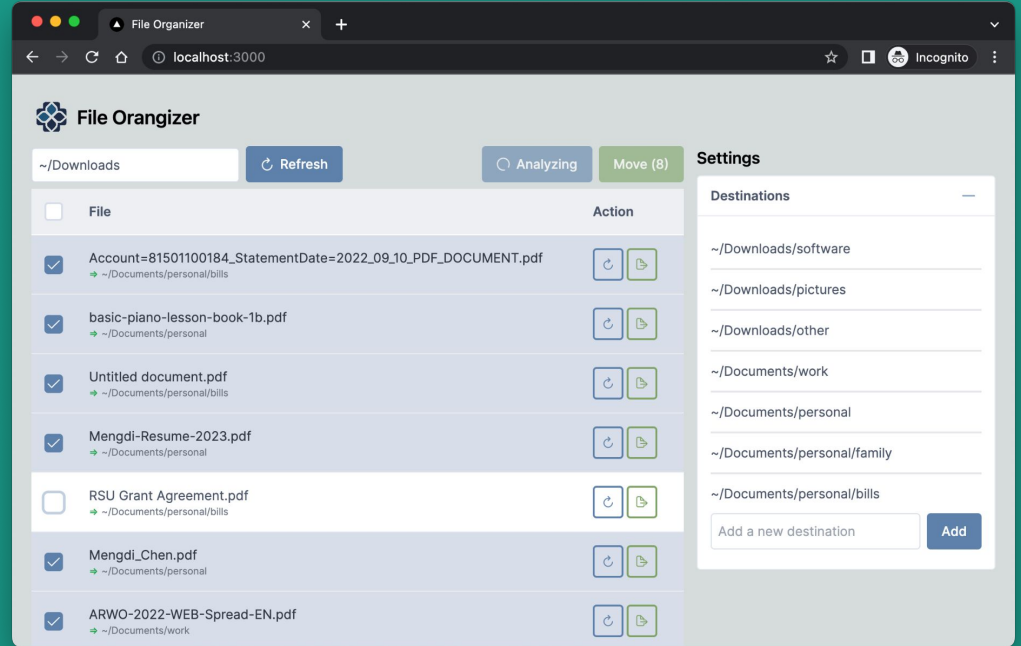 File Organizer
localhost:3000
Incognito
File Orangizer
~/Downloads
Refresh
Analyzing
Move (8)
File
Action
Account=81501100184_StatementDate=2022_09_10_PDF_DOCUMENT.pdf
⇒ ~/Documents/personal/bills
basic-piano-lesson-book-1b.pdf
⇒ ~/Documents/personal
Untitled document.pdf
⇒ ~/Documents/personal/bills
Mengdi-Resume-2023.pdf
⇒ ~/Documents/personal
RSU Grant Agreement.pdf
⇒ ~/Documents/personal/bills
Mengdi_Chen.pdf
⇒ ~/Documents/personal
ARWO-2022-WEB-Spread-EN.pdf
⇒ ~/Documents/work
Settings
Destinations
~/Downloads/software
~/Downloads/pictures
~/Downloads/other
~/Documents/work
~/Documents/personal
~/Documents/personal/family
~/Documents/personal/bills
Add a new destination
Add